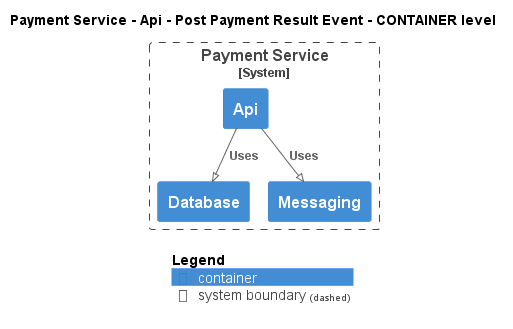 Payment Service - Api - Post Payment Result Event - CONTAINER level
Payment Service
[System]
Api
Uses Uses
Database Messaging
Legend
container
system boundary (dashed)